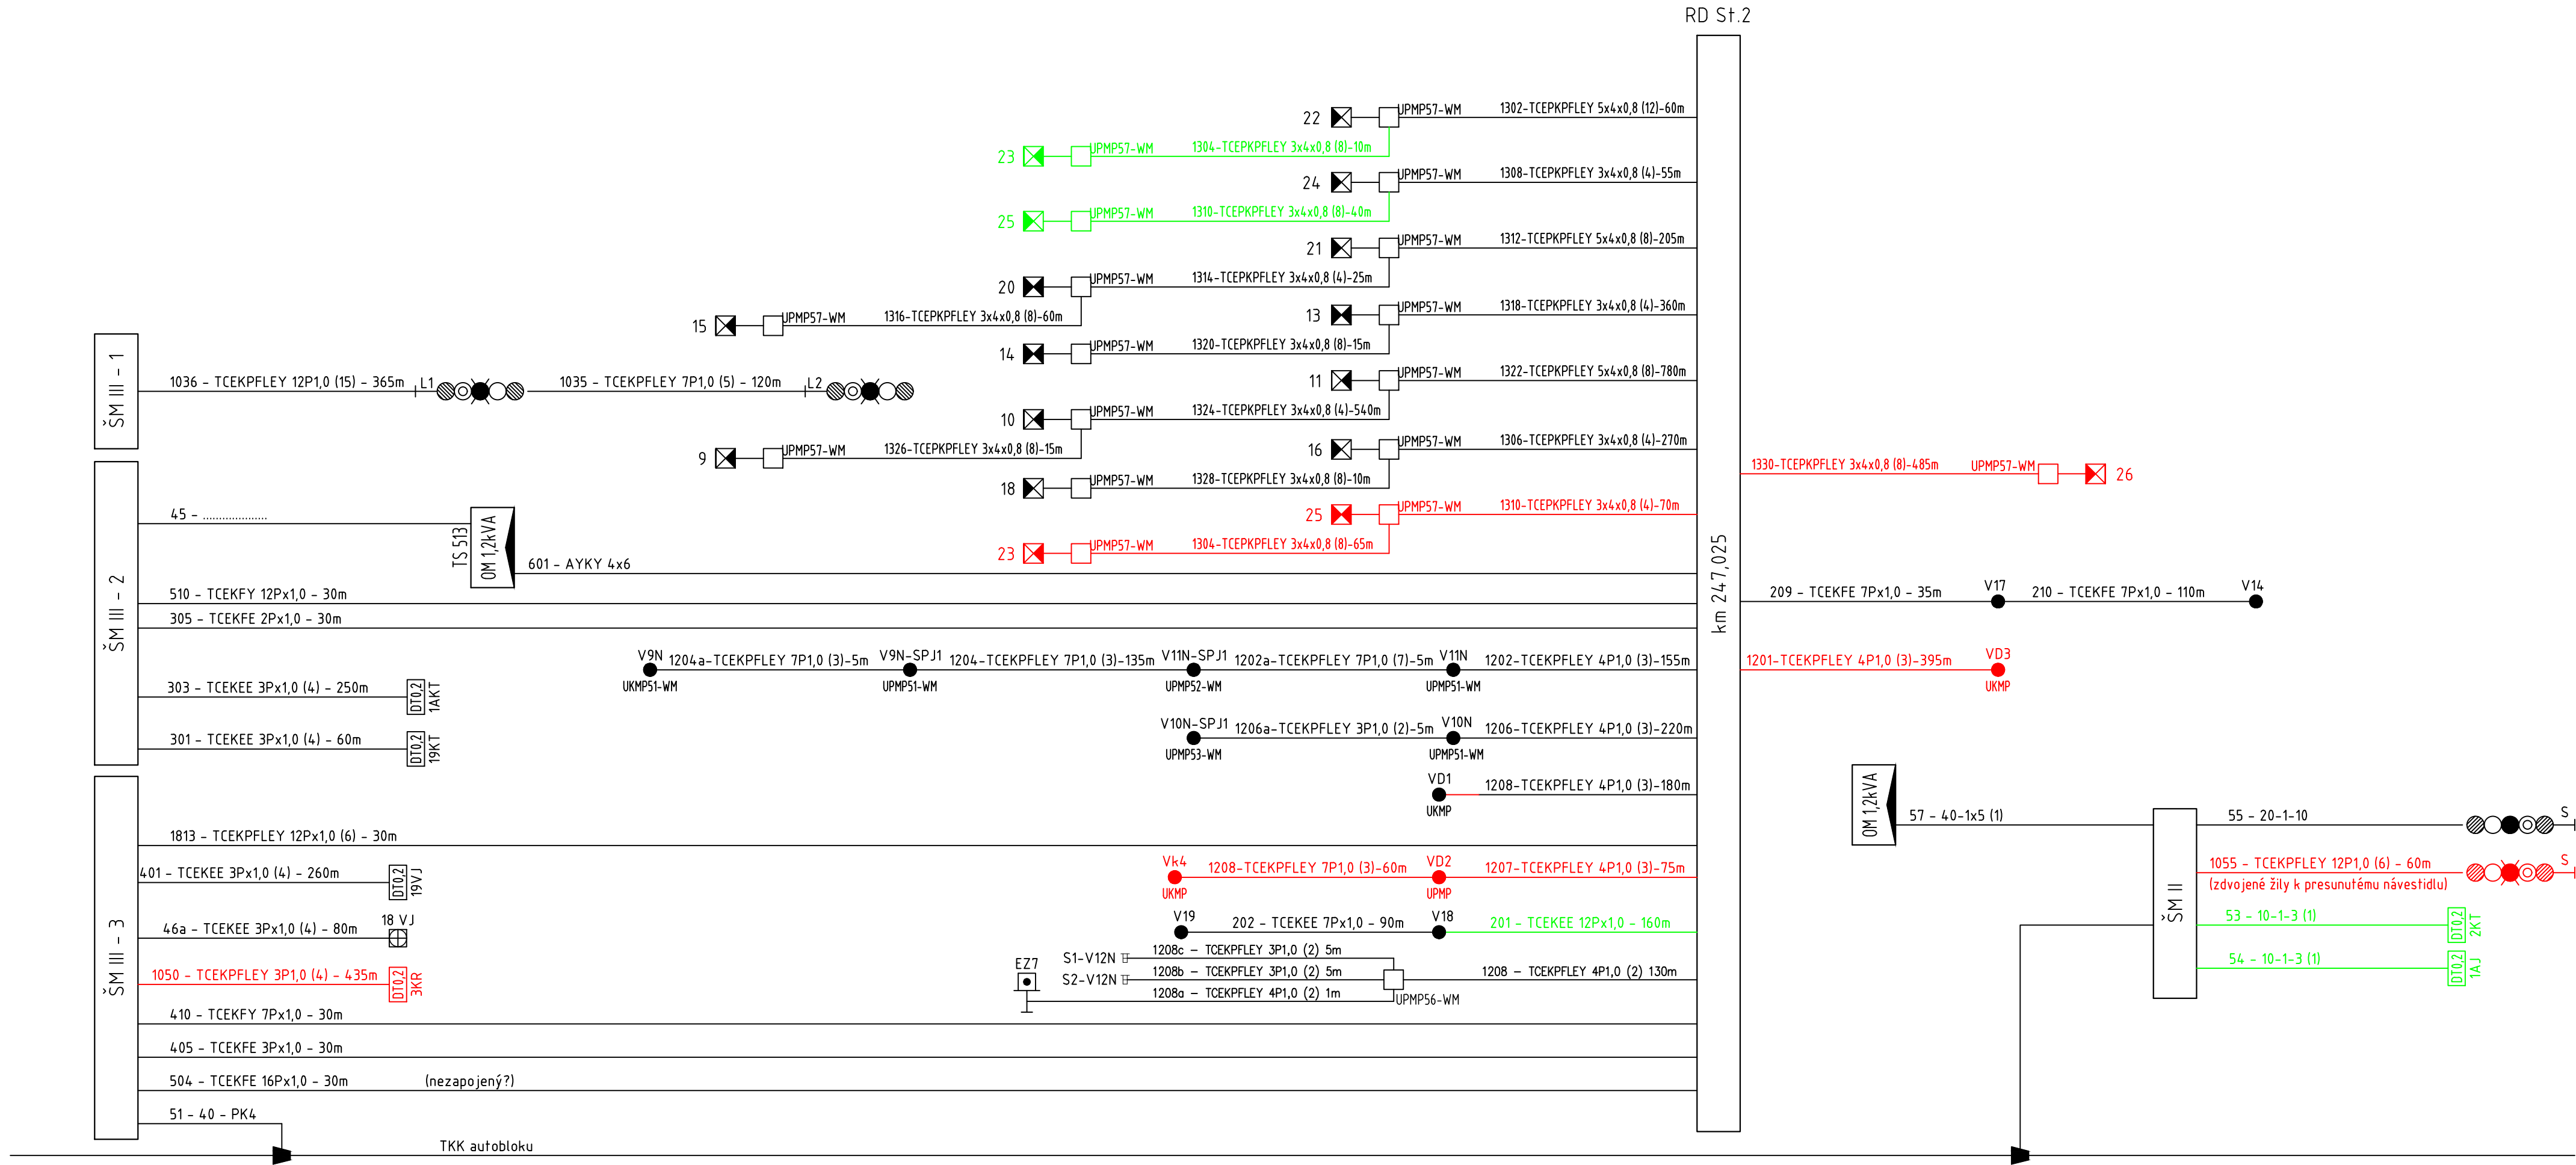 RD St.2
22
UPMP57-WM
1302-TCEPKPFLEY 5x4x0,8 (12)-60m
23
UPMP57-WM
1304-TCEPKPFLEY 3x4x0,8 (8)-10m
24
UPMP57-WM
1308-TCEPKPFLEY 3x4x0,8 (4)-55m
25
UPMP57-WM
1310-TCEPKPFLEY 3x4x0,8 (8)-40m
21
UPMP57-WM
1312-TCEPKPFLEY 5x4x0,8 (8)-205m
20
UPMP57-WM
1314-TCEPKPFLEY 3x4x0,8 (4)-25m
15
UPMP57-WM
1316-TCEPKPFLEY 3x4x0,8 (8)-60m
13
UPMP57-WM
1318-TCEPKPFLEY 3x4x0,8 (4)-360m
14
UPMP57-WM
1320-TCEPKPFLEY 3x4x0,8 (8)-15m
11
UPMP57-WM
1322-TCEPKPFLEY 5x4x0,8 (8)-780m
10
UPMP57-WM
1324-TCEPKPFLEY 3x4x0,8 (4)-540m
9
UPMP57-WM
1326-TCEPKPFLEY 3x4x0,8 (8)-15m
16
UPMP57-WM
1306-TCEPKPFLEY 3x4x0,8 (4)-270m
18
UPMP57-WM
1328-TCEPKPFLEY 3x4x0,8 (8)-10m
25
UPMP57-WM
1310-TCEPKPFLEY 3x4x0,8 (4)-70m
23
UPMP57-WM
1304-TCEPKPFLEY 3x4x0,8 (8)-65m
ŠM III - 1
1036 - TCEKPFLEY 12P1,0 (15) - 365m
L1
1035 - TCEKPFLEY 7P1,0 (5) - 120m
L2
ŠM III - 2
45 - ....................
TS 513
OM 1,2kVA
601 - AYKY 4x6
510 - TCEKFY 12Px1,0 - 30m
305 - TCEKFE 2Px1,0 - 30m
303 - TCEKEE 3Px1,0 (4) - 250m
DT0,2
1AKT
301 - TCEKEE 3Px1,0 (4) - 60m
DT0,2
19KT
V9N
UKMP51-WM
1204a-TCEKPFLEY 7P1,0 (3)-5m
V9N-SPJ1
UPMP51-WM
1204-TCEKPFLEY 7P1,0 (3)-135m
V11N-SPJ1
UPMP52-WM
1202a-TCEKPFLEY 7P1,0 (7)-5m
V11N
UPMP51-WM
1202-TCEKPFLEY 4P1,0 (3)-155m
V10N-SPJ1
UPMP53-WM
1206a-TCEKPFLEY 3P1,0 (2)-5m
V10N
UPMP51-WM
1206-TCEKPFLEY 4P1,0 (3)-220m
VD1
UKMP
1208-TCEKPFLEY 4P1,0 (3)-180m
ŠM III - 3
1813 - TCEKPFLEY 12Px1,0 (6) - 30m
401 - TCEKEE 3Px1,0 (4) - 260m
DT0,2
19VJ
46a - TCEKEE 3Px1,0 (4) - 80m
18 VJ
1050 - TCEKPFLEY 3P1,0 (4) - 435m
DT0,2
3KR
410 - TCEKFY 7Px1,0 - 30m
405 - TCEKFE 3Px1,0 - 30m
504 - TCEKFE 16Px1,0 - 30m
(nezapojený?)
51 - 40 - PK4
TKK autobloku
Vk4
UKMP
1208-TCEKPFLEY 7P1,0 (3)-60m
VD2
UPMP
1207-TCEKPFLEY 4P1,0 (3)-75m
V19
202 - TCEKEE 7Px1,0 - 90m
V18
201 - TCEKEE 12Px1,0 - 160m
EZ7
S1-V12N
1208c - TCEKPFLEY 3P1,0 (2) 5m
S2-V12N
1208b - TCEKPFLEY 3P1,0 (2) 5m
1208a - TCEKPFLEY 4P1,0 (2) 1m
UPMP56-WM
1208 - TCEKPFLEY 4P1,0 (2) 130m
km 247,025
1330-TCEPKPFLEY 3x4x0,8 (8)-485m
UPMP57-WM
26
209 - TCEKFE 7Px1,0 - 35m
V17
210 - TCEKFE 7Px1,0 - 110m
V14
1201-TCEKPFLEY 4P1,0 (3)-395m
VD3
UKMP
OM 1,2kVA
57 - 40-1x5 (1)
ŠM II
55 - 20-1-10
S
1055 - TCEKPFLEY 12P1,0 (6) - 60m
(zdvojené žily k presunutému návestidlu)
S
53 - 10-1-3 (1)
DT0,2
2KT
54 - 10-1-3 (1)
DT0,2
1AJ